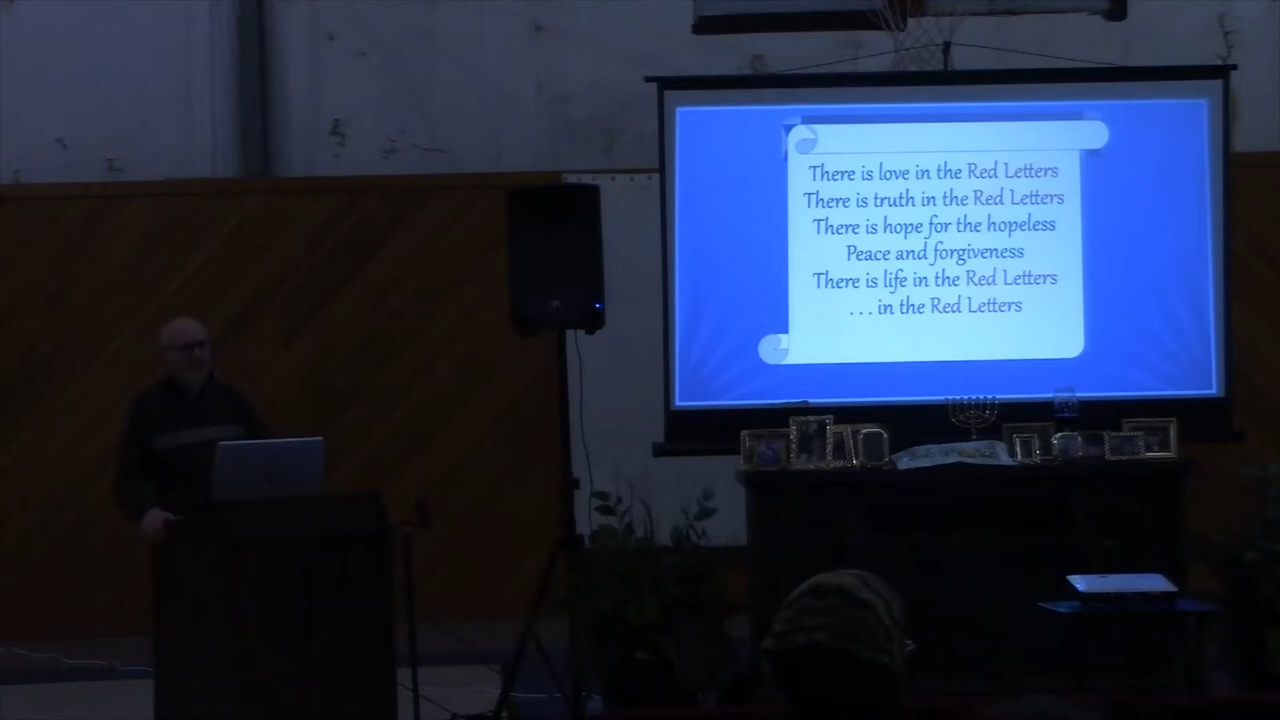 There is love in the Red Letters
There is truth in the Red Letters
There is hope for the hopeless
Peace and forgiveness
There is life in the Red Letters
. . . in the Red Letters